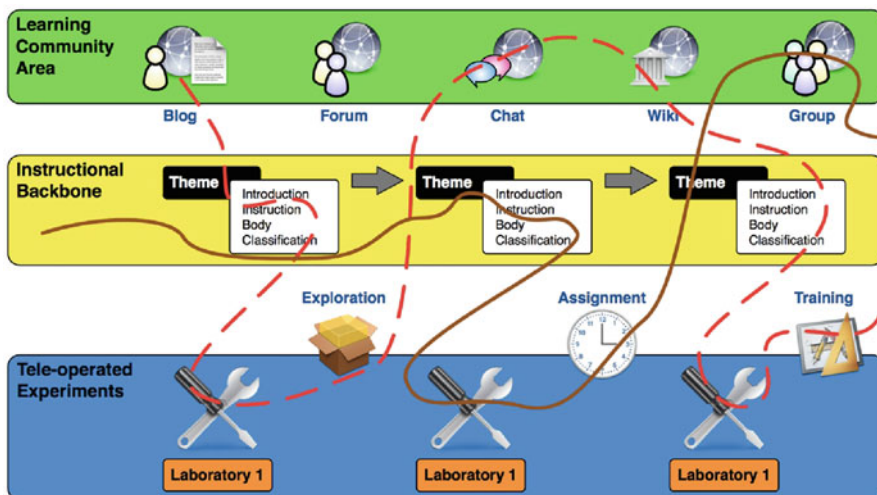 Learning
Community
Area
Blog
Forum
Chat
Wiki
Group
Instructional
Backbone
Theme
Introduction
Instruction
Body
Classification
Theme
Introduction
Instruction
Body
Classification
Theme
Introduction
Instruction
Body
Classification
Exploration
Assignment
12
Training
Tele-operated
Experiments
Laboratory 1
Laboratory 1
Laboratory 1